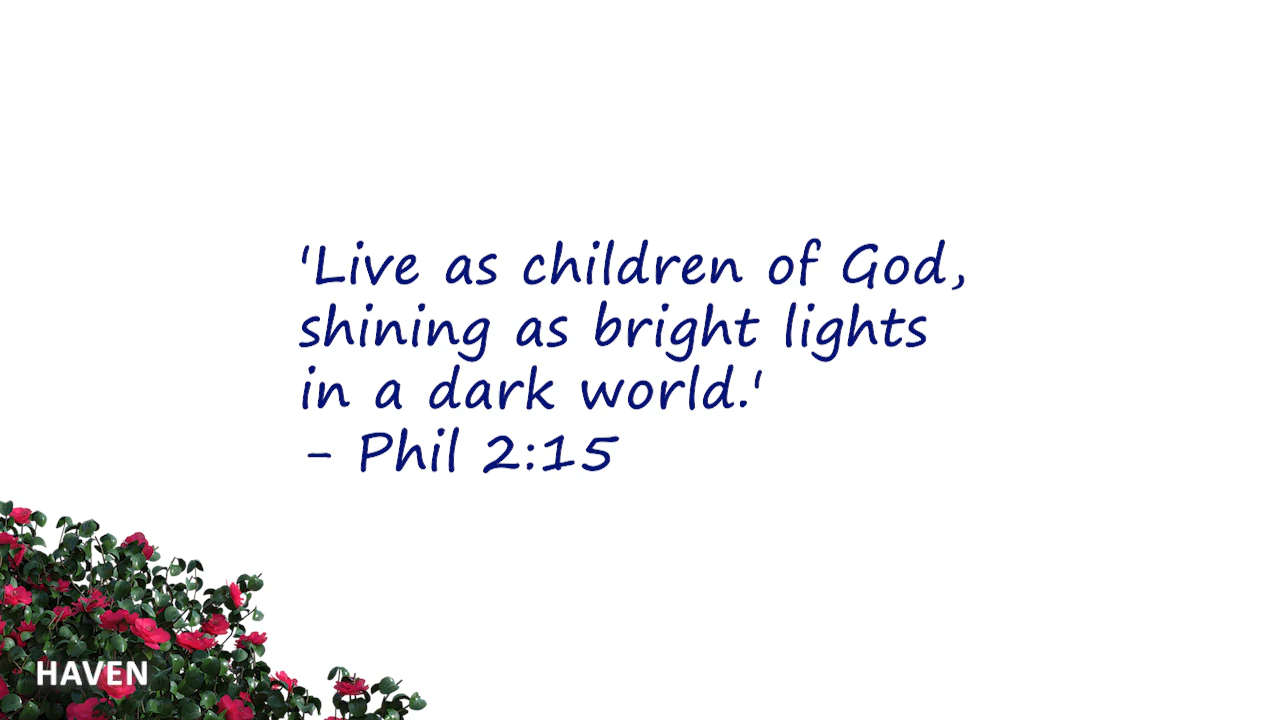 'Live as children of God,
shining as bright lights
in a dark world.'
- Phil 2:15
HAVEN